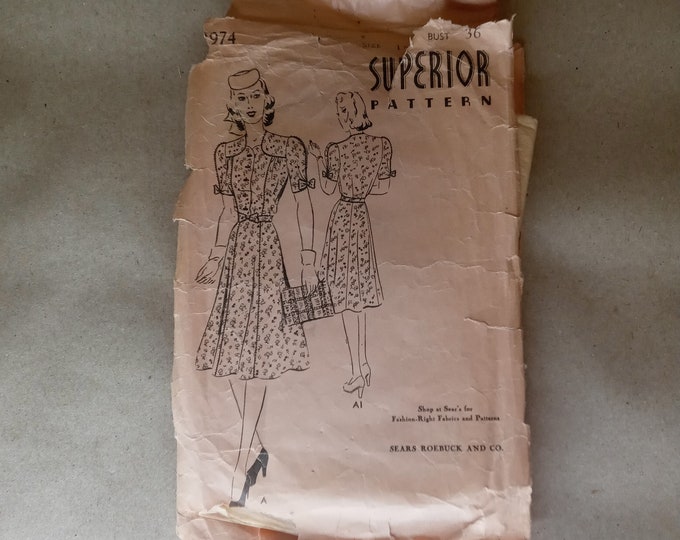 974
SIZE
BUST 36
SUPERIOR
PATTERN
A1
Shop at Sear's for
Fashion-Right Fabrics and Patterns
SEARS ROEBUCK AND CO.
A